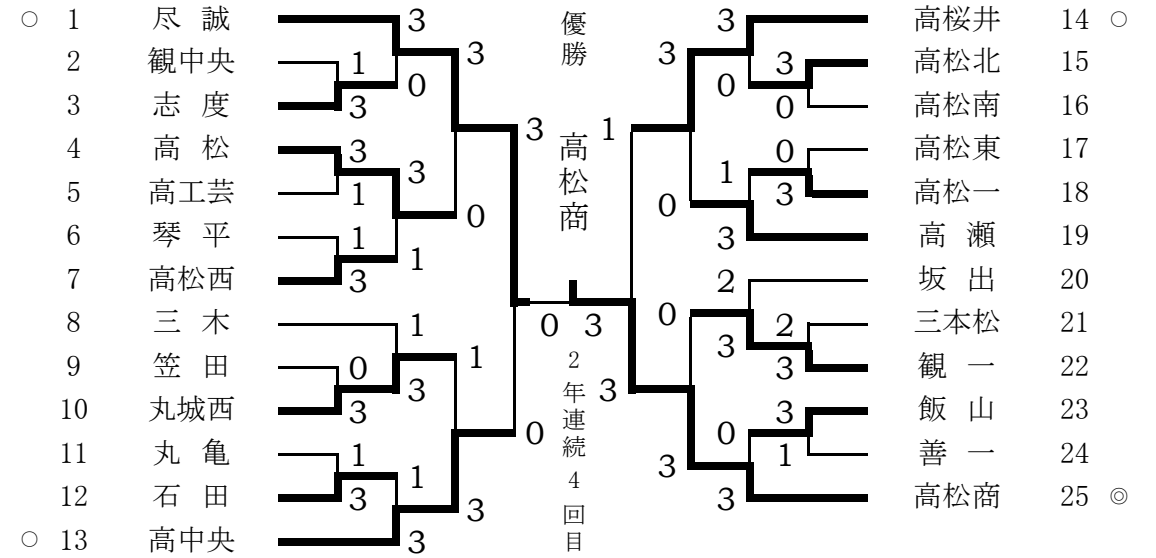 ○ 1 尽 誠 3 3 優勝 3 3 高桜井 14 ○
2 観中央 1 3 高松北 15
0 0
3 志 度 3 0 高松南 16
3 1
4 高 松 3 高松商 0 高松東 17
3 1
5 高工芸 1 3 高松一 18
0 0
6 琴 平 1 3 高 瀬 19
1
7 高松西 3 2 坂 出 20
8 三 木 1 0 3 0 2 三本松 21
1 3
9 笠 田 0 2年連続4回目 3 観 一 22
3 3
10 丸城西 3 3 飯 山 23
0 0
11 丸 亀 1 1 善 一 24
1 3
12 石 田 3 3 高松商 25 ◎
3
○ 13 高中央 3